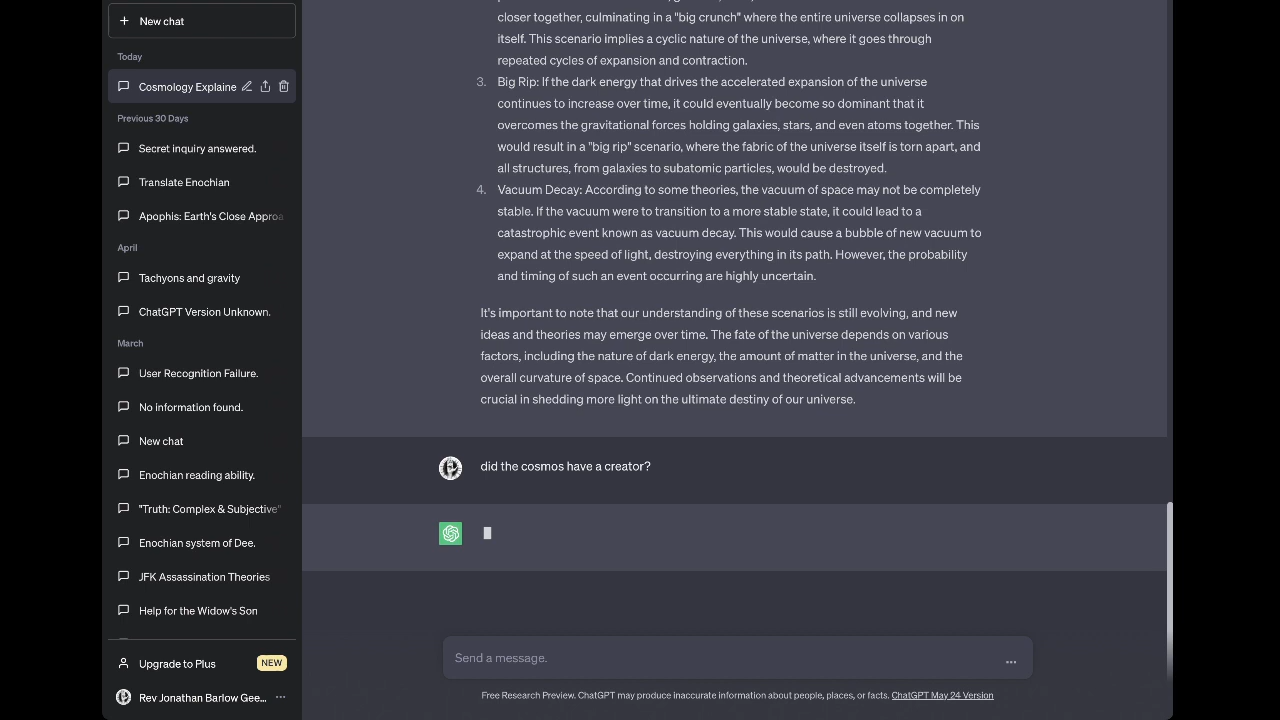 New chat
Today
Cosmology Explaine
Previous 30 Days
Secret inquiry answered.
Translate Enochian
Apophis: Earth's Close Approa
April
Tachyons and gravity
ChatGPT Version Unknown.
March
User Recognition Failure.
No information found.
New chat
Enochian reading ability.
"Truth: Complex & Subjective"
Enochian system of Dee.
JFK Assassination Theories
Help for the Widow's Son
Upgrade to Plus NEW
Rev Jonathan Barlow Gee...
closer together, culminating in a "big crunch" where the entire universe collapses in on
itself. This scenario implies a cyclic nature of the universe, where it goes through
repeated cycles of expansion and contraction.
3. Big Rip: If the dark energy that drives the accelerated expansion of the universe
continues to increase over time, it could eventually become so dominant that it
overcomes the gravitational forces holding galaxies, stars, and even atoms together. This
would result in a "big rip" scenario, where the fabric of the universe itself is torn apart, and
all structures, from galaxies to subatomic particles, would be destroyed.
4. Vacuum Decay: According to some theories, the vacuum of space may not be completely
stable. If the vacuum were to transition to a more stable state, it could lead to a
catastrophic event known as vacuum decay. This would cause a bubble of new vacuum to
expand at the speed of light, destroying everything in its path. However, the probability
and timing of such an event occurring are highly uncertain.
It's important to note that our understanding of these scenarios is still evolving, and new
ideas and theories may emerge over time. The fate of the universe depends on various
factors, including the nature of dark energy, the amount of matter in the universe, and the
overall curvature of space. Continued observations and theoretical advancements will be
crucial in shedding more light on the ultimate destiny of our universe.
did the cosmos have a creator?
Send a message.
Free Research Preview. ChatGPT may produce inaccurate information about people, places, or facts. ChatGPT May 24 Version